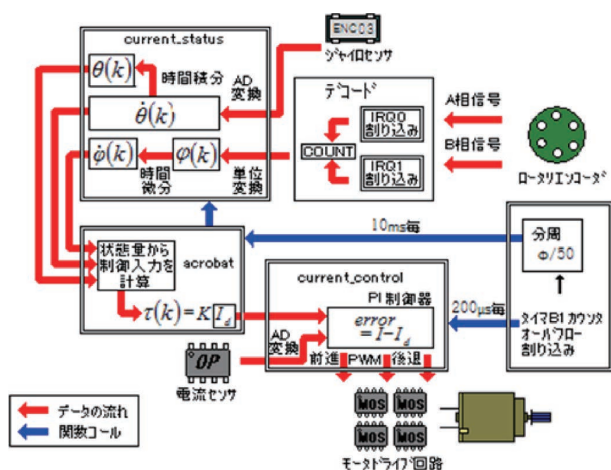 current_status
ENC03
ジャイロセンサ
θ(k)
時間積分
AD
変換
θ̇(k)
φ̇(k)
φ(k)
時間
微分
単位
変換
デコード
IRQ0
割り込み
COUNT
IRQ1
割り込み
A相信号
B相信号
ロータリエンコーダ
10ms毎
分周
Φ/50
200μs毎
タイマB1カウンタ
オールバフロー
割り込み
状態量から
制御入力を
計算
acrobat
τ(k)=K I_d
current_control
PI制御器
error
=I−I_d
AD
変換
OP
電流センサ
前進 PWM 後退
MOS MOS
MOS MOS
モータドライブ回路
データの流れ
関数コール